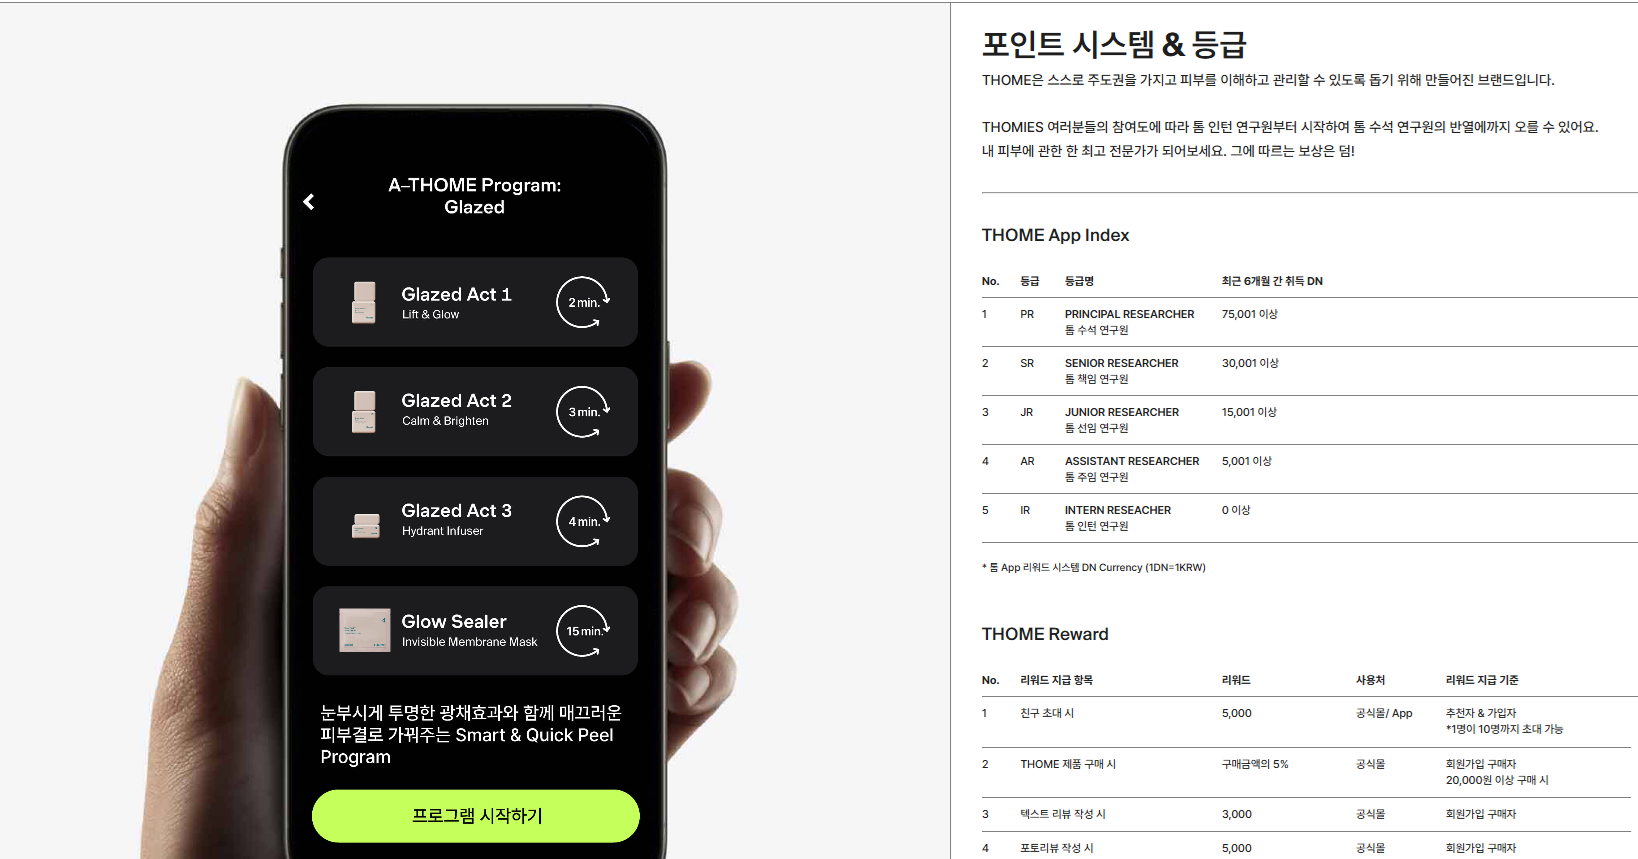 A–THOME Program:
Glazed
Glazed Act 1
Lift & Glow
2 min.
Glazed Act 2
Calm & Brighten
3 min.
Glazed Act 3
Hydrant Infuser
4 min.
Glow Sealer
Invisible Membrane Mask
15 min.
눈부시게 투명한 광채효과와 함께 매끄러운
피부결로 가꿔주는 Smart & Quick Peel
Program
프로그램 시작하기
포인트 시스템 & 등급
THOME은 스스로 주도권을 가지고 피부를 이해하고 관리할 수 있도록 돕기 위해 만들어진 브랜드입니다.
THOMIES 여러분들의 참여도에 따라 톰 인턴 연구원부터 시작하여 톰 수석 연구원의 반열에까지 오를 수 있어요.
내 피부에 관한 한 최고 전문가가 되어보세요. 그에 따르는 보상은 덤!
THOME App Index
No. 등급 등급명 최근 6개월 간 취득 DN
1 PR PRINCIPAL RESEARCHER 75,001 이상
톰 수석 연구원
2 SR SENIOR RESEARCHER 30,001 이상
톰 책임 연구원
3 JR JUNIOR RESEARCHER 15,001 이상
톰 선임 연구원
4 AR ASSISTANT RESEARCHER 5,001 이상
톰 주임 연구원
5 IR INTERN RESEACHER 0 이상
톰 인턴 연구원
* 톰 App 리워드 시스템 DN Currency (1DN=1KRW)
THOME Reward
No. 리워드 지급 항목 리워드 사용처 리워드 지급 기준
1 친구 초대 시 5,000 공식몰/ App 추천자 & 가입자
*1명이 10명까지 초대 가능
2 THOME 제품 구매 시 구매금액의 5% 공식몰 회원가입 구매자
20,000원 이상 구매 시
3 텍스트 리뷰 작성 시 3,000 공식몰 회원가입 구매자
4 포토리뷰 작성 시 5,000 공식몰 회원가입 구매자